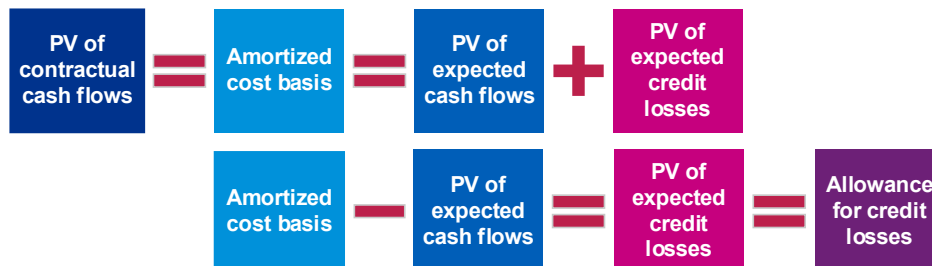 PV of
contractual
cash flows
=
Amortized
cost basis
=
PV of
expected
cash flows
+
PV of
expected
credit
losses
Amortized
cost basis
-
PV of
expected
cash flows
=
PV of
expected
credit
losses
=
Allowance
for credit
losses